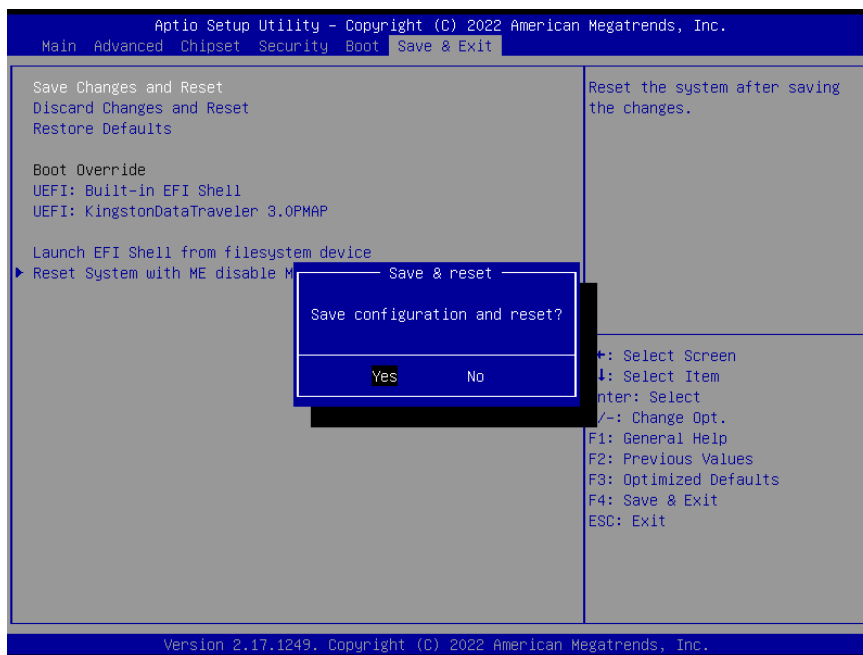 Aptio Setup Utility – Copyright (C) 2022 American Megatrends, Inc.
Main Advanced Chipset Security Boot Save & Exit
Save Changes and Reset
Discard Changes and Reset
Restore Defaults
Boot Override
UEFI: Built-in EFI Shell
UEFI: KingstonDataTraveler 3.0PMAP
Launch EFI Shell from filesystem device
Reset System with ME disable M
Save & reset
Save configuration and reset?
Yes No
Reset the system after saving
the changes.
: Select Screen
: Select Item
nter: Select
/-: Change Opt.
F1: General Help
F2: Previous Values
F3: Optimized Defaults
F4: Save & Exit
ESC: Exit
Version 2.17.1249. Copyright (C) 2022 American Megatrends, Inc.